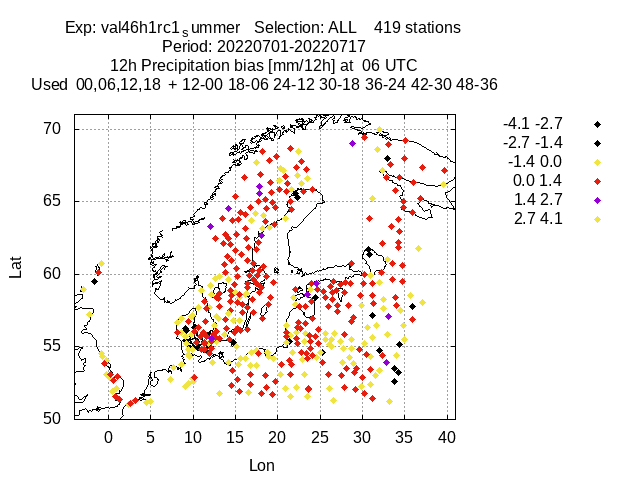 Exp: val46h1rc1summer Selection: ALL 419 stations
Period: 20220701-20220717
12h Precipitation bias [mm/12h] at 06 UTC
Used 00,06,12,18 + 12-00 18-06 24-12 30-18 36-24 42-30 48-36
-4.1 -2.7
-2.7 -1.4
-1.4 0.0
0.0 1.4
1.4 2.7
2.7 4.1
70
65
60
55
50
Lat
0 5 10 15 20 25 30 35 40
Lon